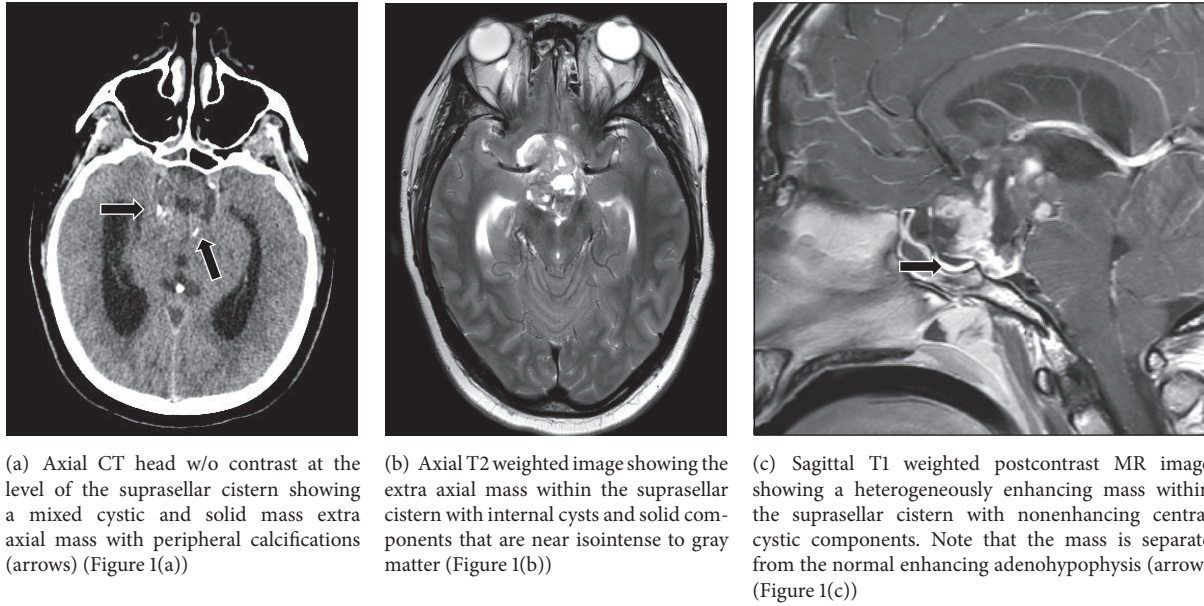 (a) Axial CT head w/o contrast at the
level of the suprasellar cistern showing
a mixed cystic and solid mass extra
axial mass with peripheral calcifications
(arrows) (Figure 1(a))
(b) Axial T2 weighted image showing the
extra axial mass within the suprasellar
cistern with internal cysts and solid com-
ponents that are near isointense to gray
matter (Figure 1(b))
(c) Sagittal T1 weighted postcontrast MR image
showing a heterogeneously enhancing mass within
the suprasellar cistern with nonenhancing centra
cystic components. Note that the mass is separate
from the normal enhancing adenohypophysis (arrow
(Figure 1(c))